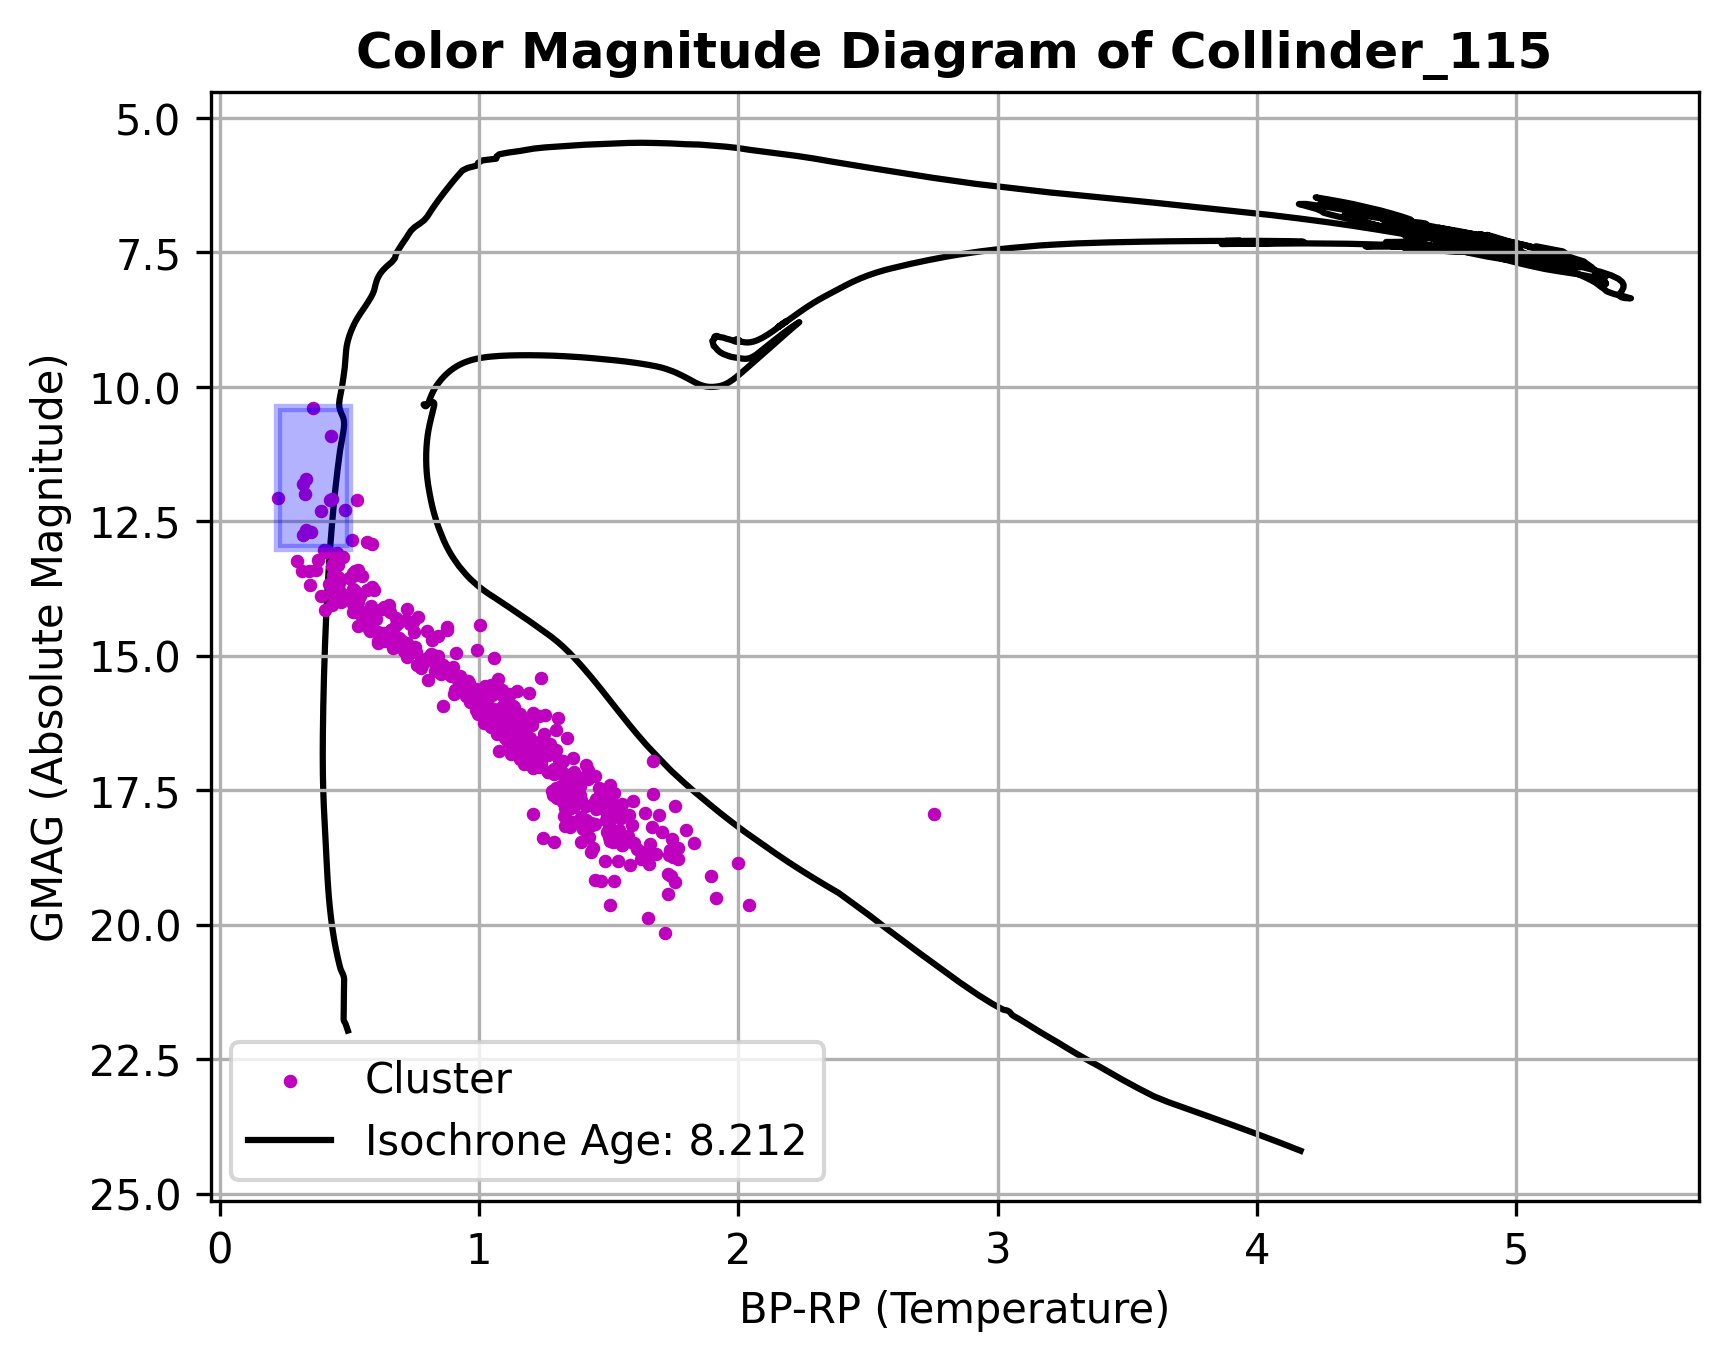 Color Magnitude Diagram of Collinder_115
GMAG (Absolute Magnitude)
5.0
7.5
10.0
12.5
15.0
17.5
20.0
22.5
25.0
Cluster
Isochrone Age: 8.212
0 1 2 3 4 5
BP-RP (Temperature)